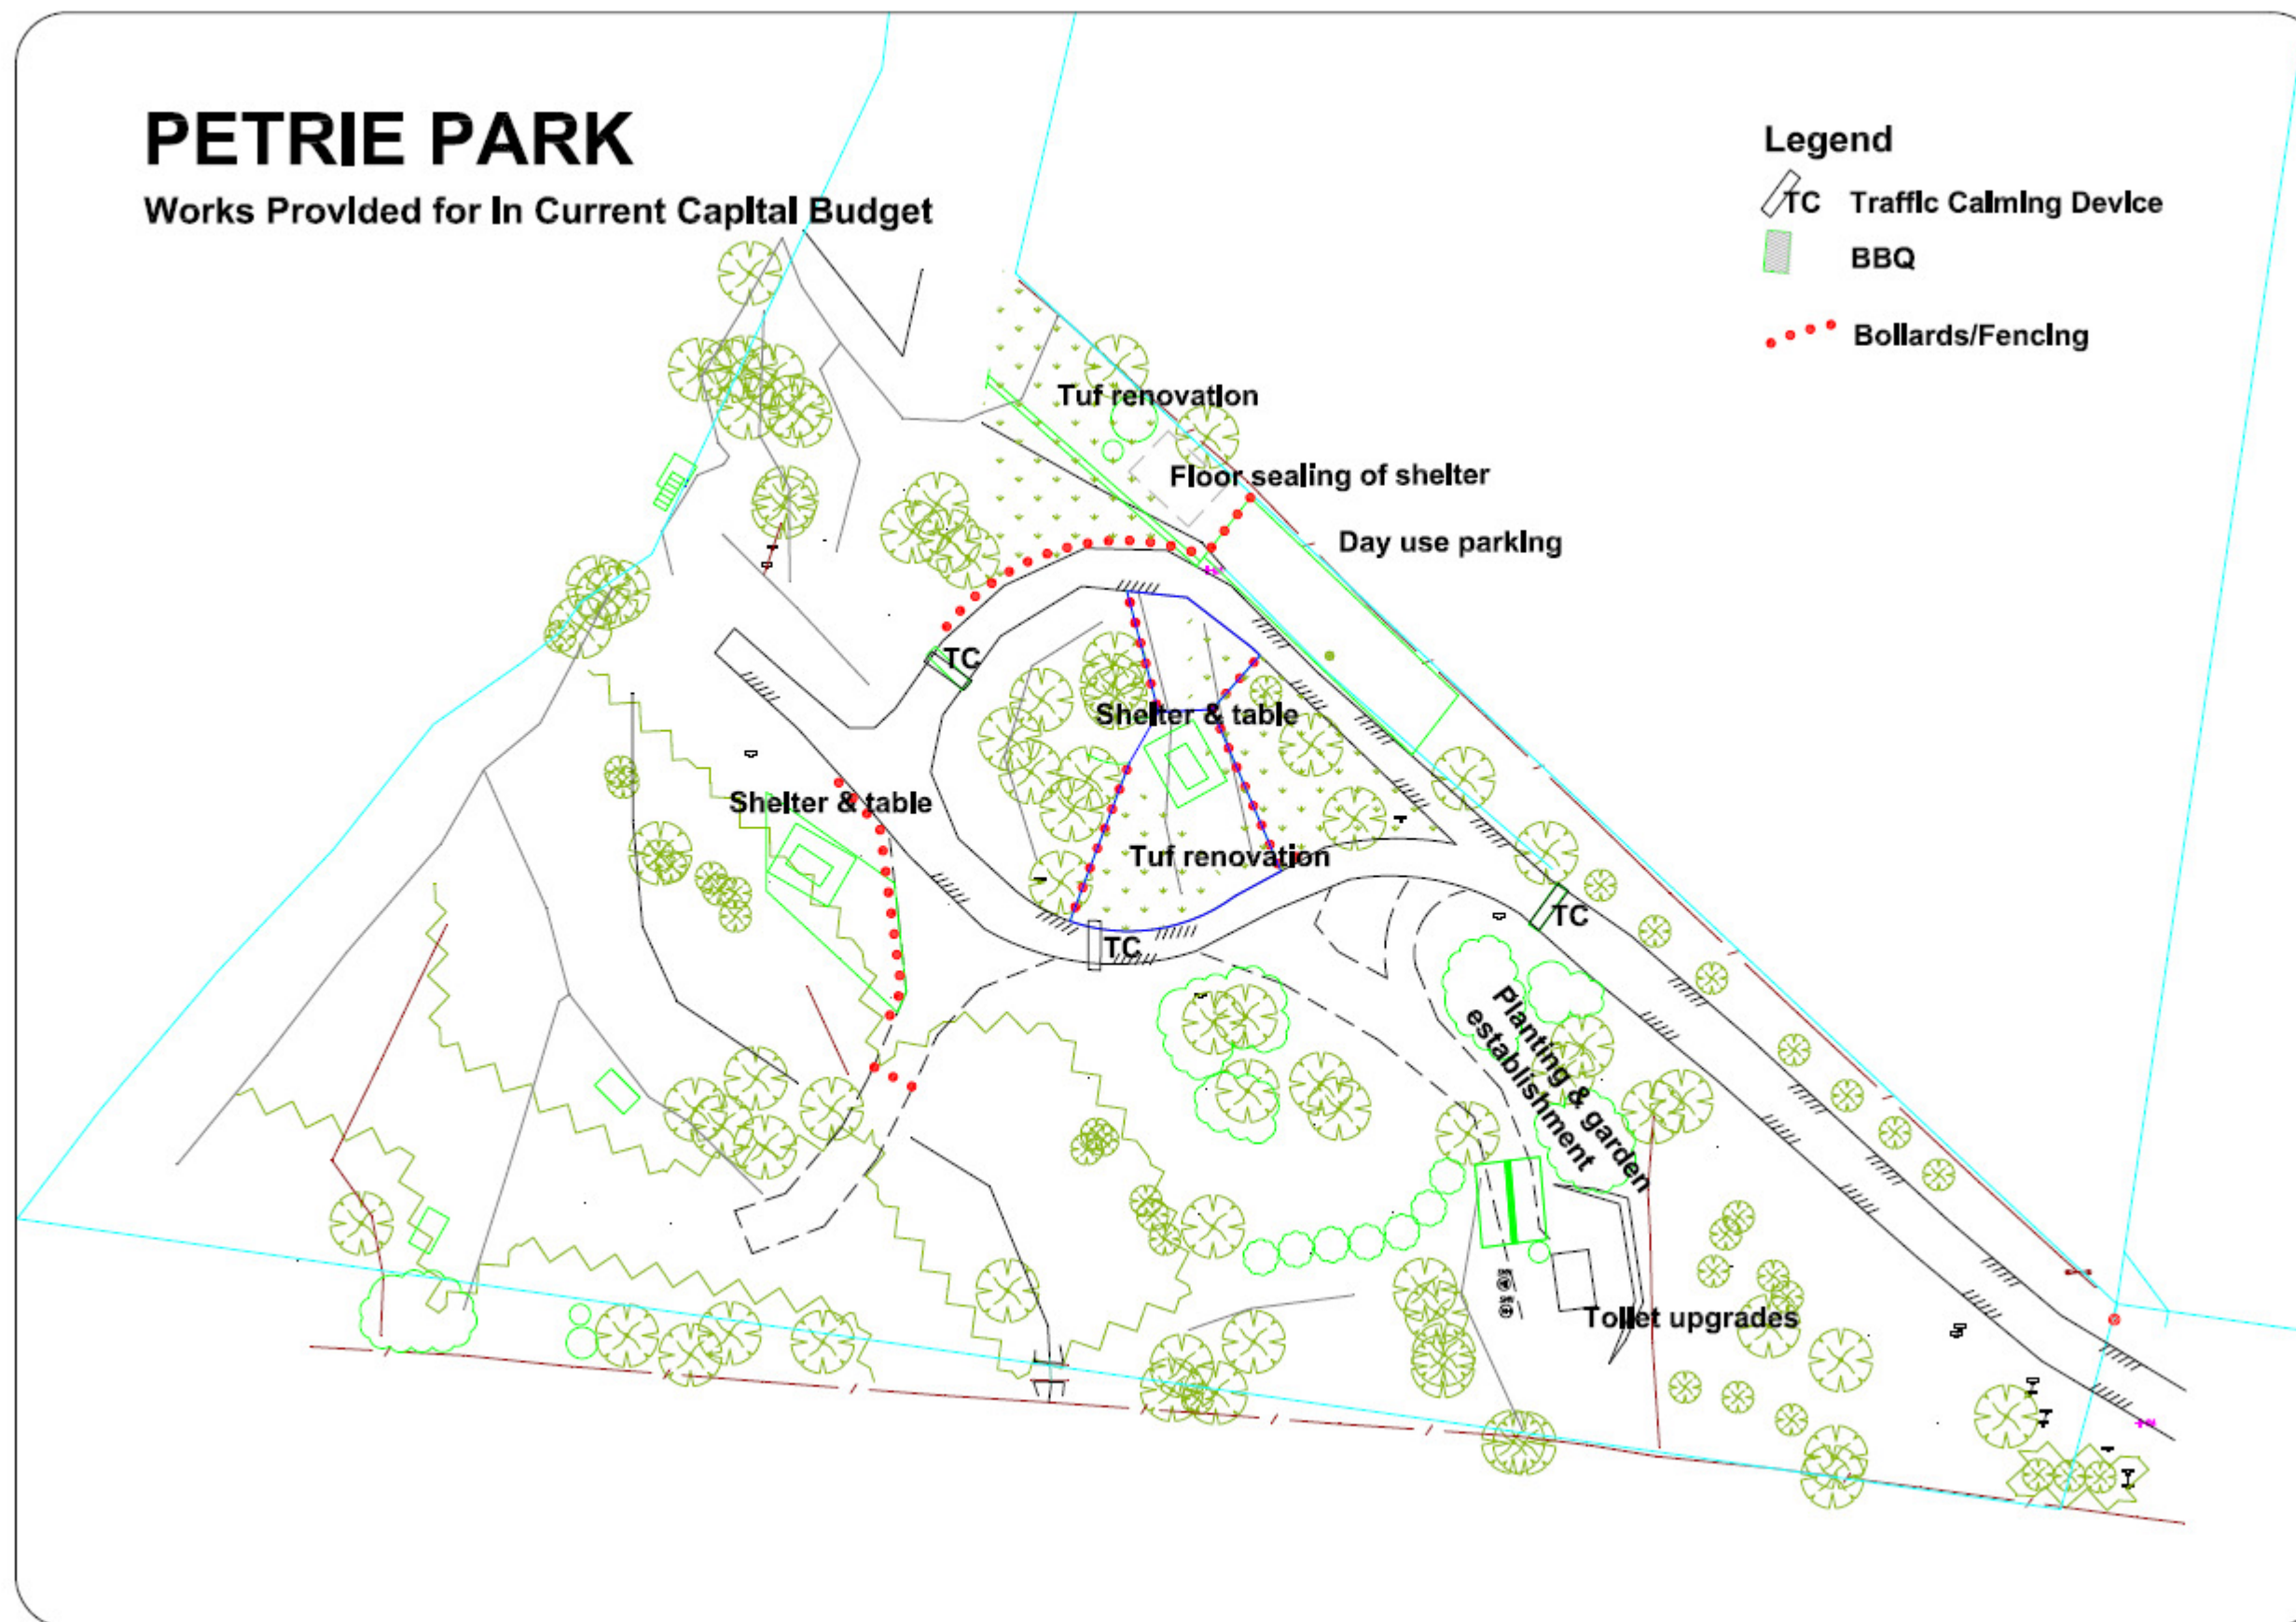 PETRIE PARK
Works Provided for in Current Capital Budget
Legend
TC Traffic Calming Device
BBQ
Bollards/Fencing
Tuf renovation
Floor sealing of shelter
Day use parking
TC
Shelter & table
Shelter & table
Tuf renovation
TC
TC
Planting & garden
establishment
Toilet upgrades